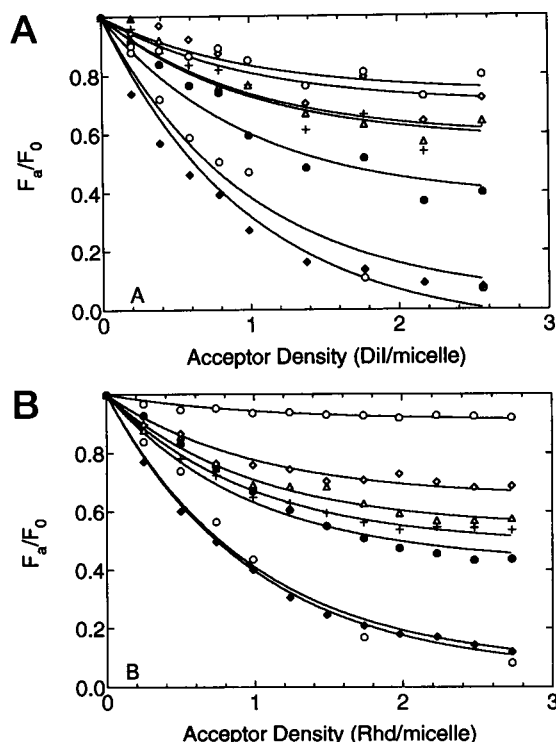 A
F_a/F_0
0.8
0.6
0.4
0.2
0.0
A
0 1 2 3
Acceptor Density (DiI/micelle)
B
F_a/F_0
0.8
0.6
0.4
0.2
0.0
B
0 1 2 3
Acceptor Density (Rhd/micelle)